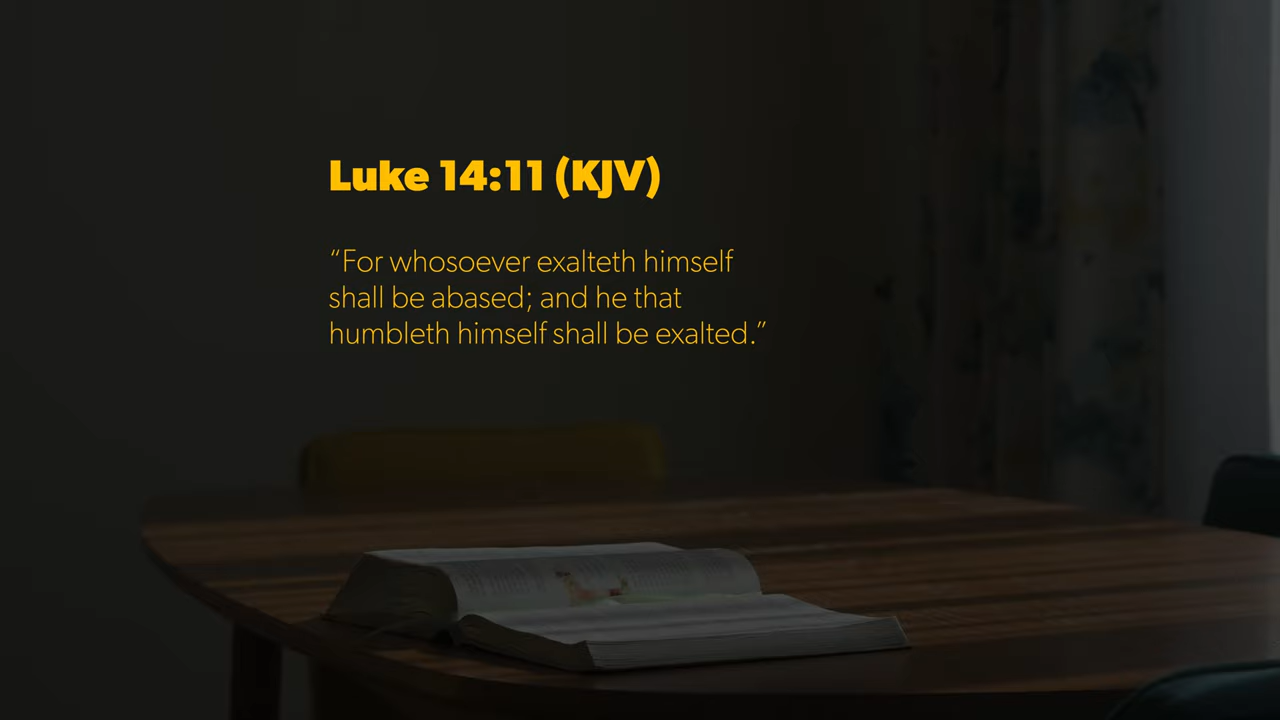 Luke 14:11 (KJV)
“For whosoever exalteth himself
shall be abased; and he that
humbleth himself shall be exalted.”